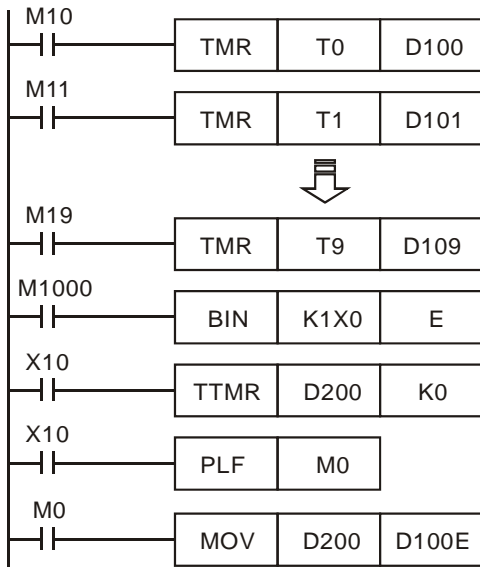 M10
TMR T0 D100
M11
TMR T1 D101
M19
TMR T9 D109
M1000
BIN K1X0 E
X10
TTMR D200 K0
X10
PLF M0
M0
MOV D200 D100E